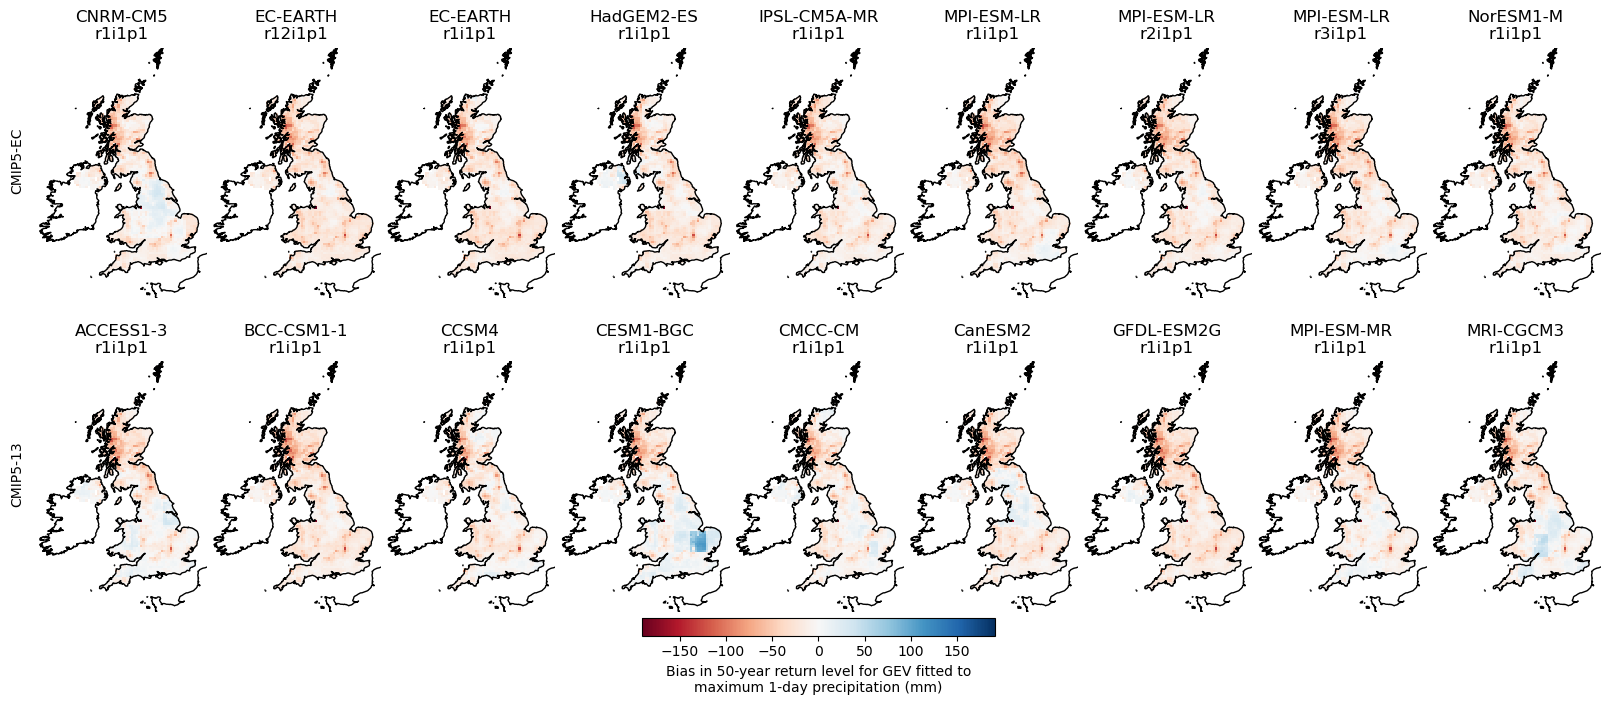 CNRM-CM5 EC-EARTH EC-EARTH HadGEM2-ES IPSL-CM5A-MR MPI-ESM-LR MPI-ESM-LR MPI-ESM-LR NorESM1-M
r1i1p1 r12i1p1 r1i1p1 r1i1p1 r1i1p1 r1i1p1 r2i1p1 r3i1p1 r1i1p1
CMIP5-EC
ACCESS1-3 BCC-CSM1-1 CCSM4 CESM1-BGC CMCC-CM CanESM2 GFDL-ESM2G MPI-ESM-MR MRI-CGCM3
r1i1p1 r1i1p1 r1i1p1 r1i1p1 r1i1p1 r1i1p1 r1i1p1 r1i1p1 r1i1p1
CMIP5-13
−150 −100 −50 0 50 100 150
Bias in 50-year return level for GEV fitted to
maximum 1-day precipitation (mm)